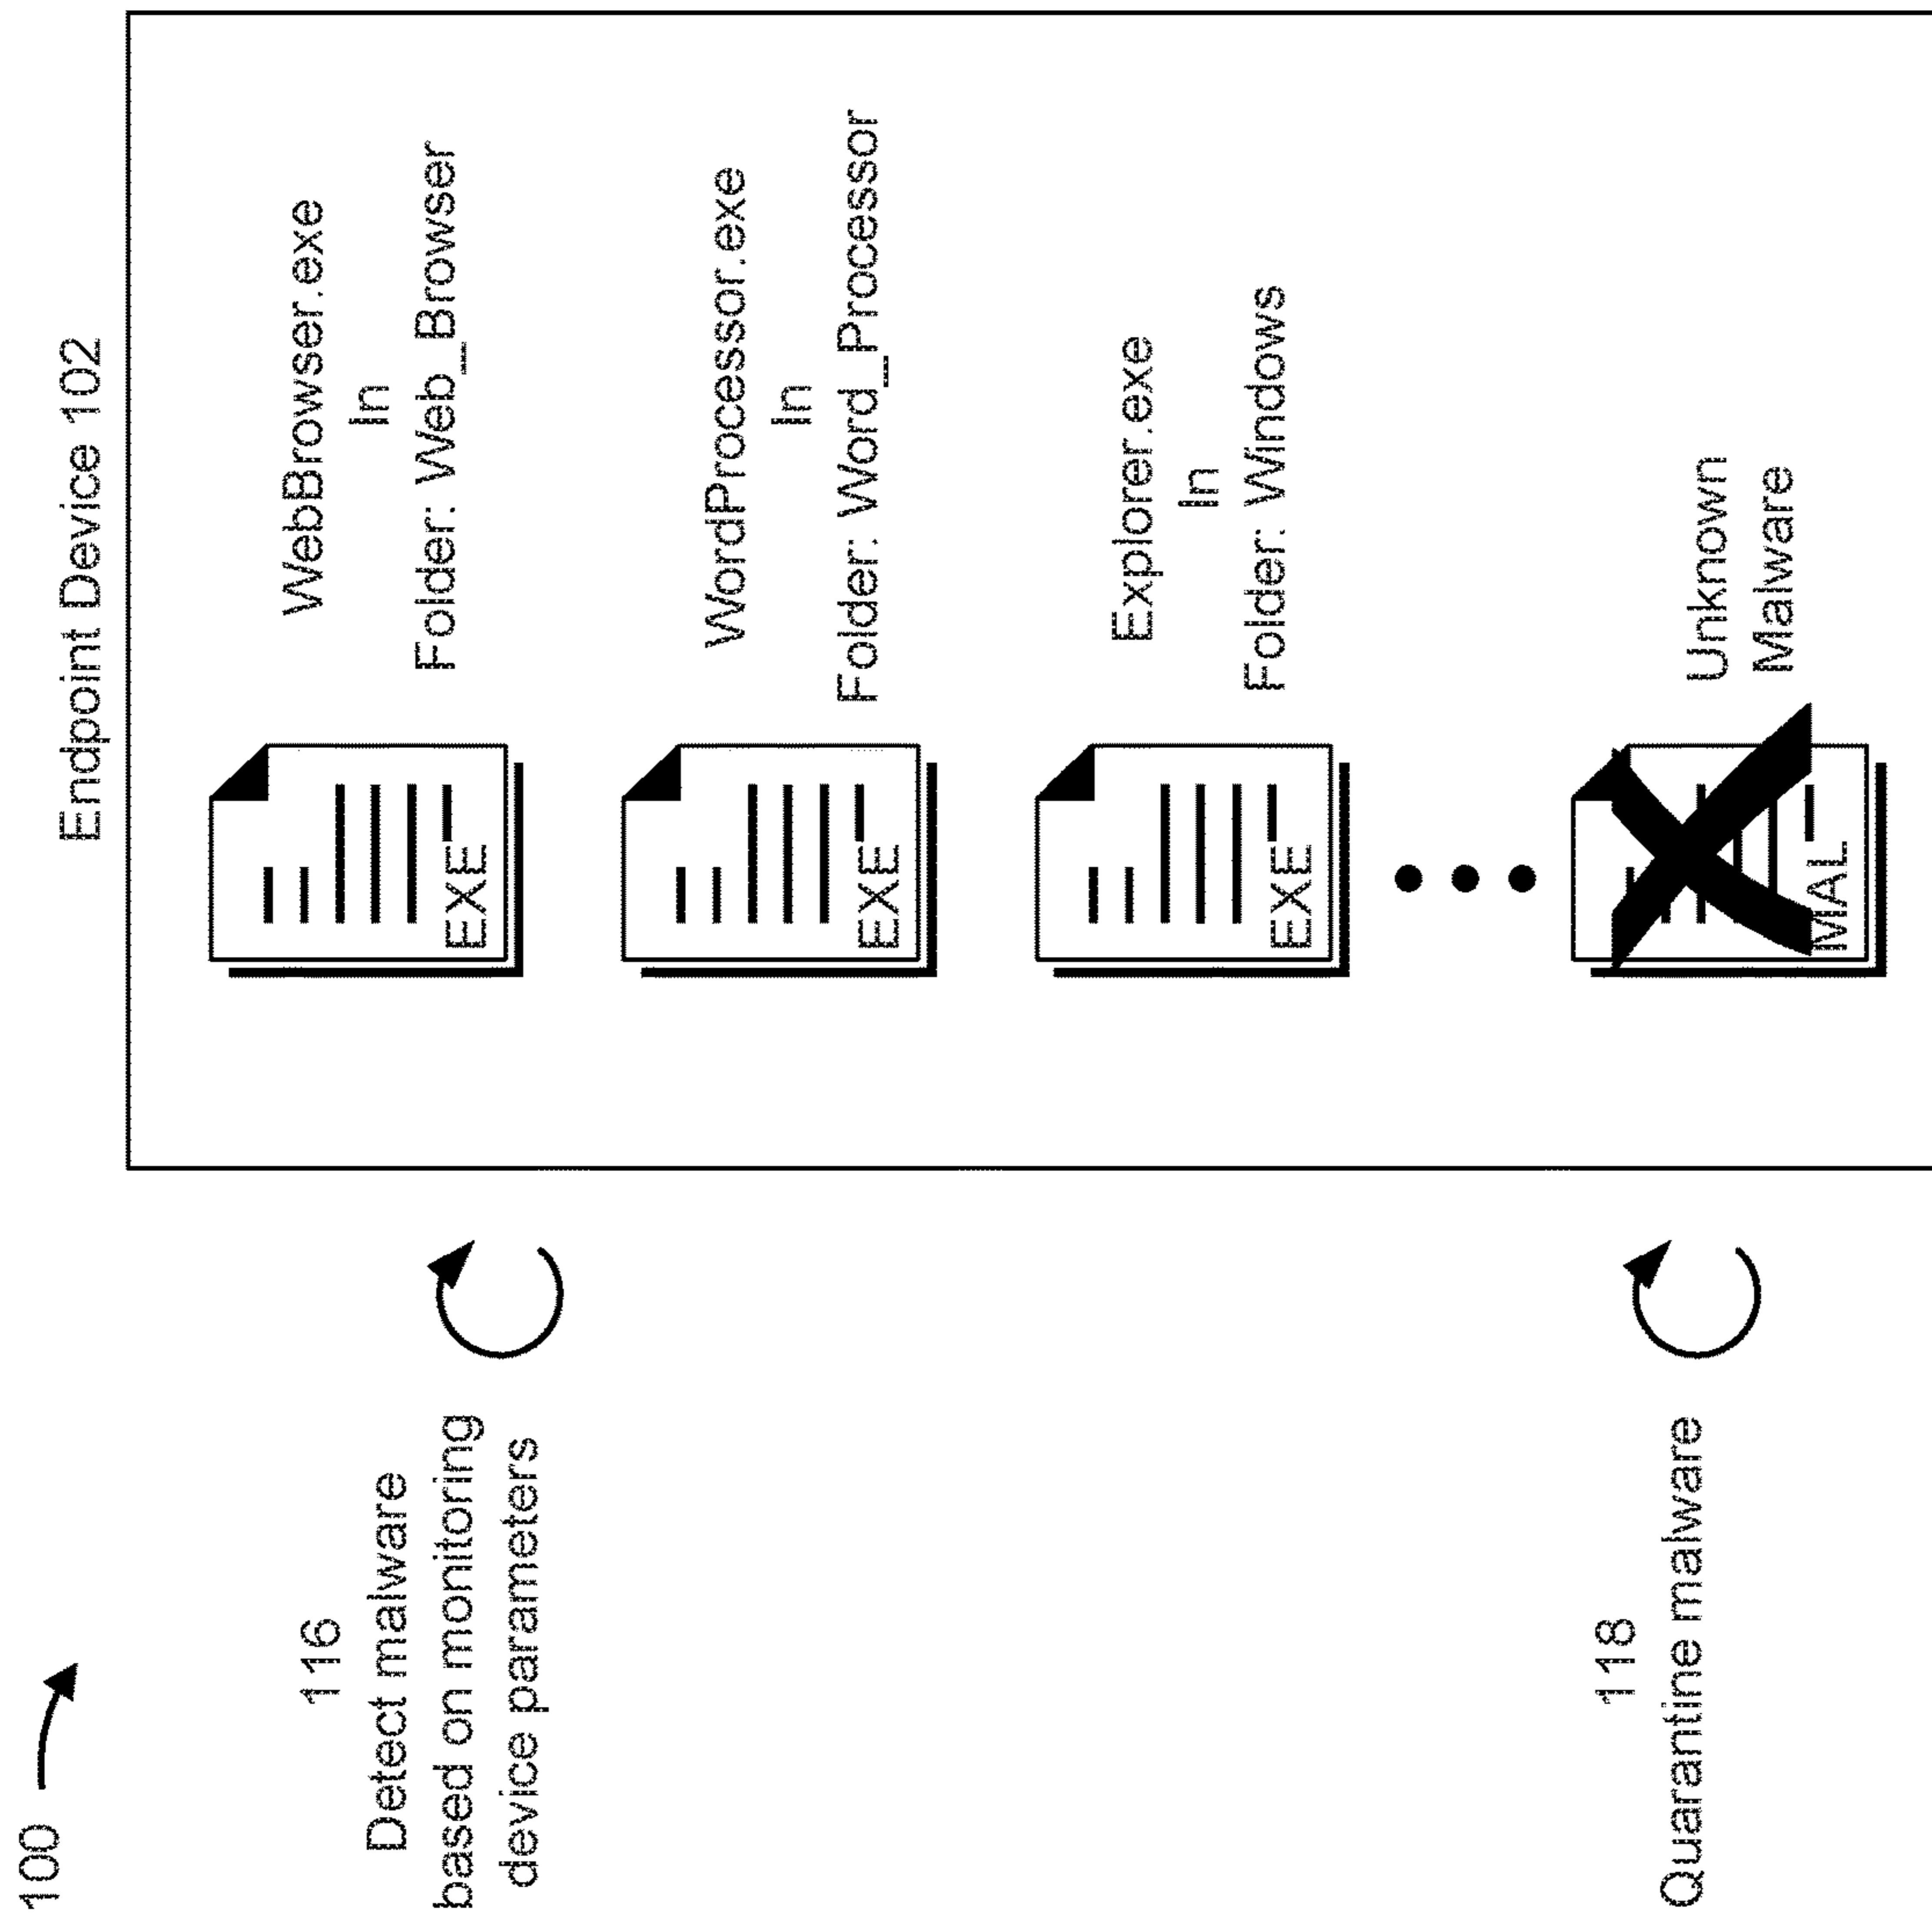 100
Endpoint Device 102
116
Detect malware
based on monitoring
device parameters
EXE
WebBrowser.exe
In
Folder: Web_Browser
EXE
WordProcessor.exe
In
Folder: Word_Processor
EXE
Explorer.exe
In
Folder: Windows
118
Quarantine malware
MAL
Unknown
Malware